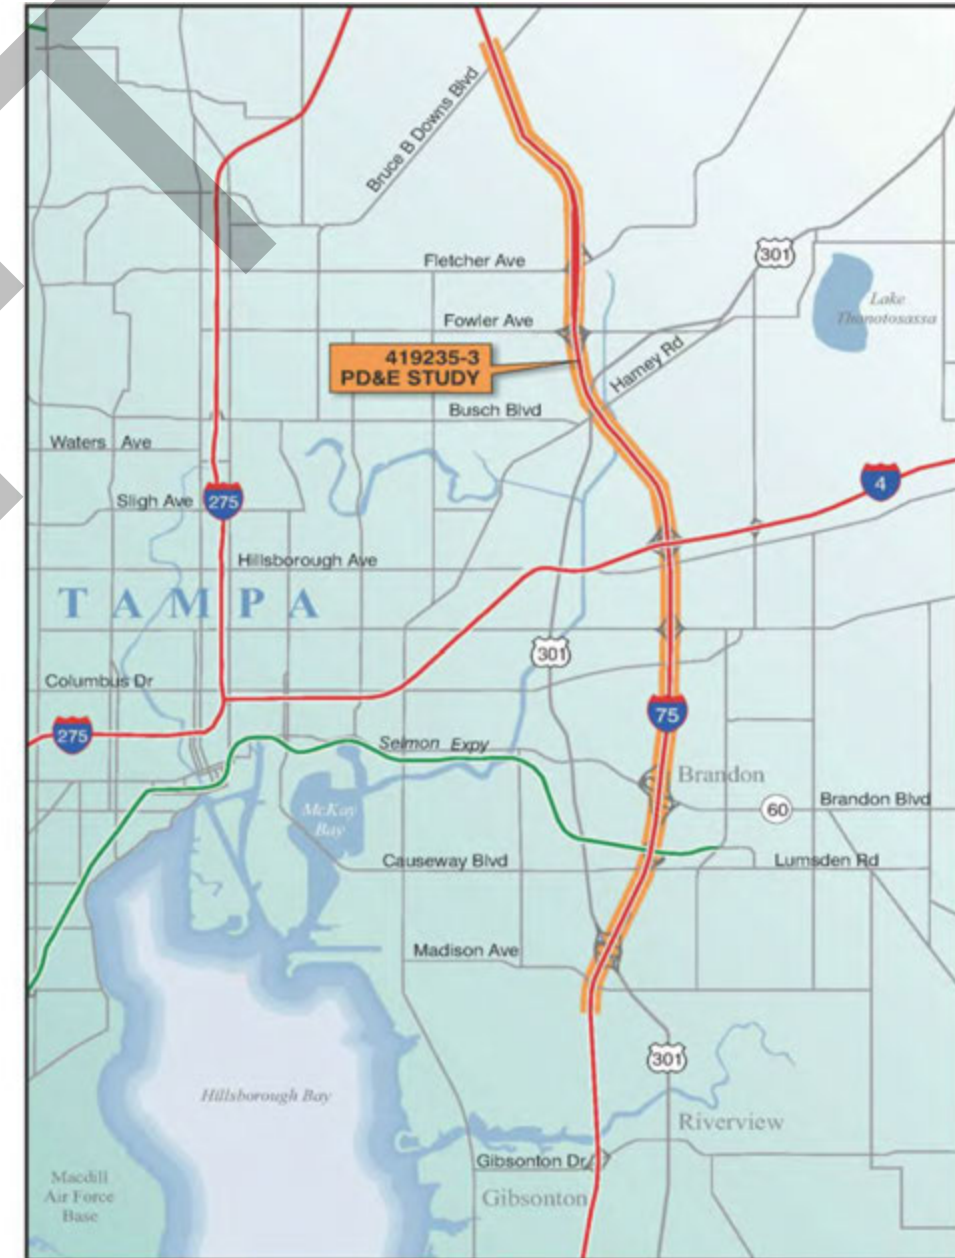 Bruce B Downs Blvd
Fletcher Ave
301
Lake
Thonotosassa
Fowler Ave
419235-3
PD&E STUDY
Harney Rd
Busch Blvd
Waters Ave
4
Sligh Ave
275
Hillsborough Ave
TAMPA
301
Columbus Dr
75
275
Selmon Expy
Brandon
McKay
Bay
60
Brandon Blvd
Causeway Blvd
Lumsden Rd
Madison Ave
301
Hillsborough Bay
Riverview
Gibsonton Dr
Macdill
Air Force
Base
Gibsonton